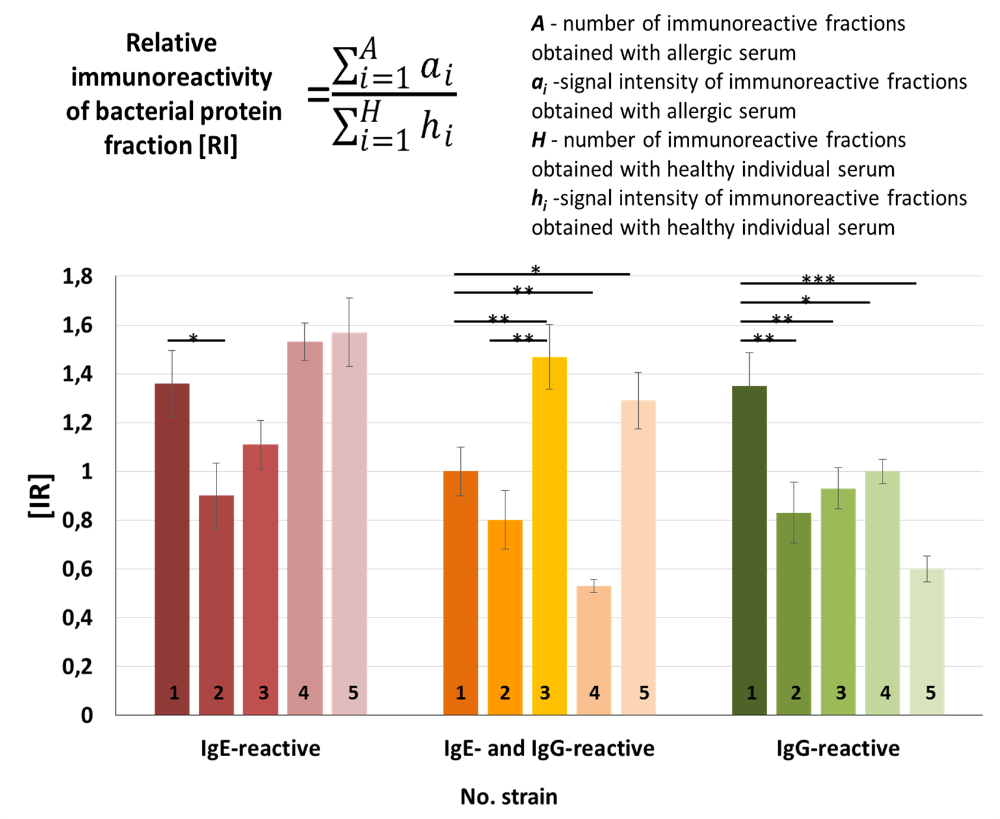 Relative
immunoreactivity
of bacterial protein
fraction [RI]
= \frac{\sum_{i=1}^{A} a_i}{\sum_{i=1}^{H} h_i}
A - number of immunoreactive fractions
obtained with allergic serum
a_i -signal intensity of immunoreactive fractions
obtained with allergic serum
H - number of immunoreactive fractions
obtained with healthy individual serum
h_i -signal intensity of immunoreactive fractions
obtained with healthy individual serum
[IR]
1,8
1,6
1,4
1,2
1
0,8
0,6
0,4
0,2
0
*
*
**
**
**
***
*
**
**
1 2 3 4 5
1 2 3 4 5
1 2 3 4 5
IgE-reactive
IgE- and IgG-reactive
IgG-reactive
No. strain